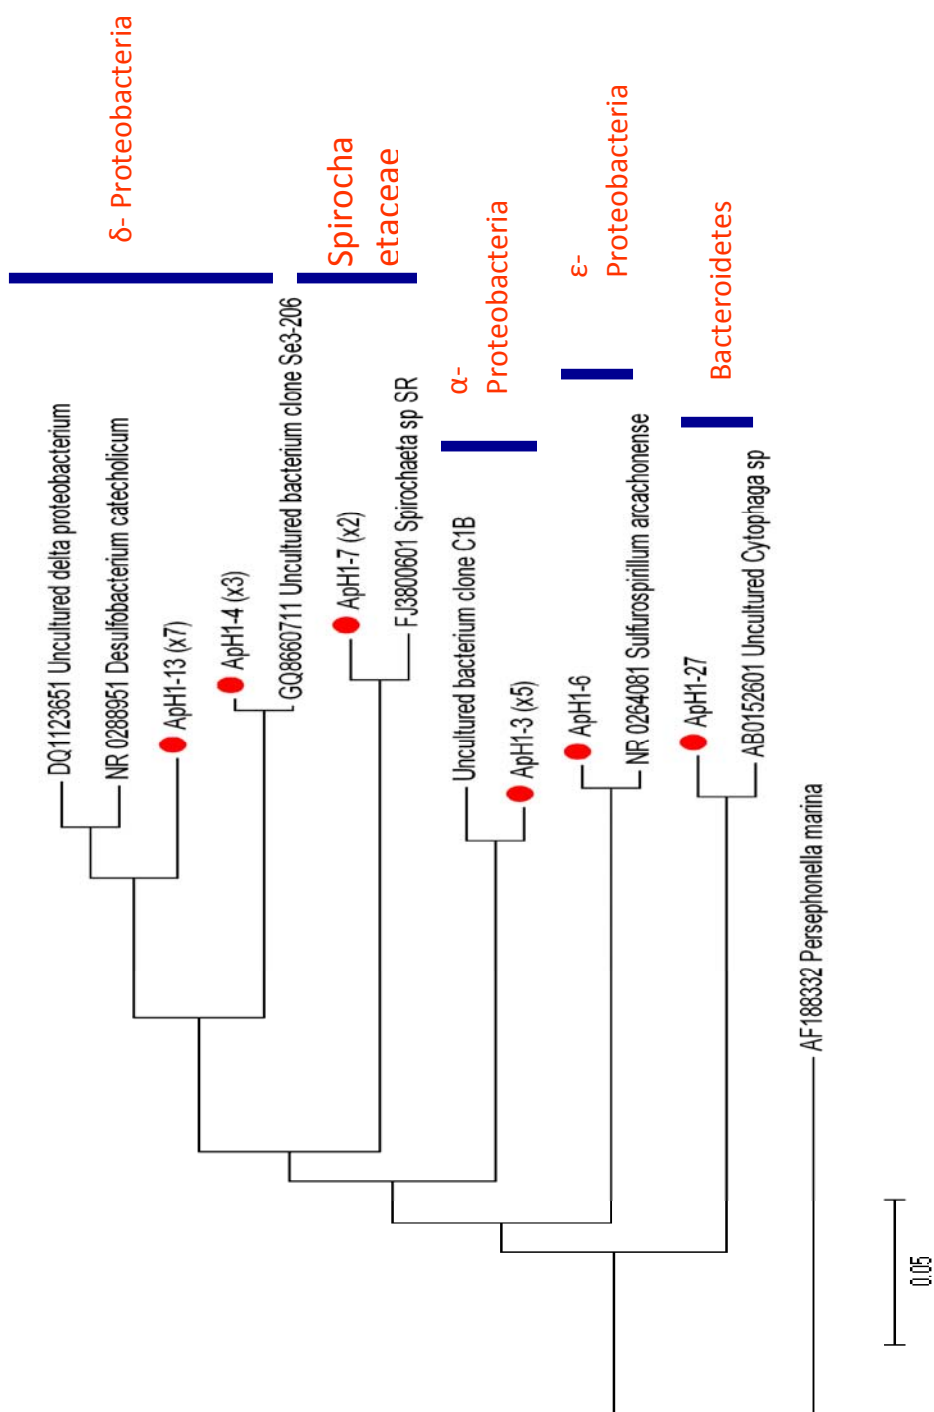 δ- Proteobacteria
Spirocha
etaceae
α-
Proteobacteria
ε-
Proteobacteria
Bacteroidetes
DQ1123651 Uncultured delta proteobacterium
NR 0288951 Desulfobacterium catecholicum
ApH1-13 (x7)
ApH1-4 (x3)
GQ8660711 Uncultured bacterium clone Se3-206
ApH1-7 (x2)
FJ3800601 Spirochaeta sp SR
Uncultured bacterium clone C1B
ApH1-3 (x5)
ApH1-6
NR 0264081 Sulfurospirillum arcachonense
ApH1-27
AB0152601 Uncultured Cytophaga sp
AF188332 Persephonella marina
0.05